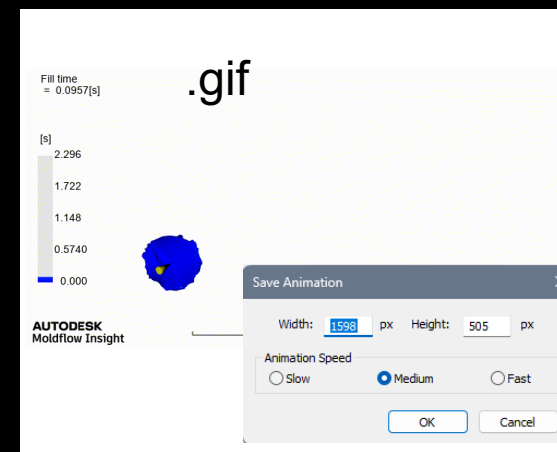 .gif
Fill time
= 0.0957[s]
[s]
2.296
1.722
1.148
0.5740
0.000
AUTODESK
Moldflow Insight
Save Animation
Width: 1598 px Height: 505 px
Animation Speed
Slow Medium Fast
OK Cancel